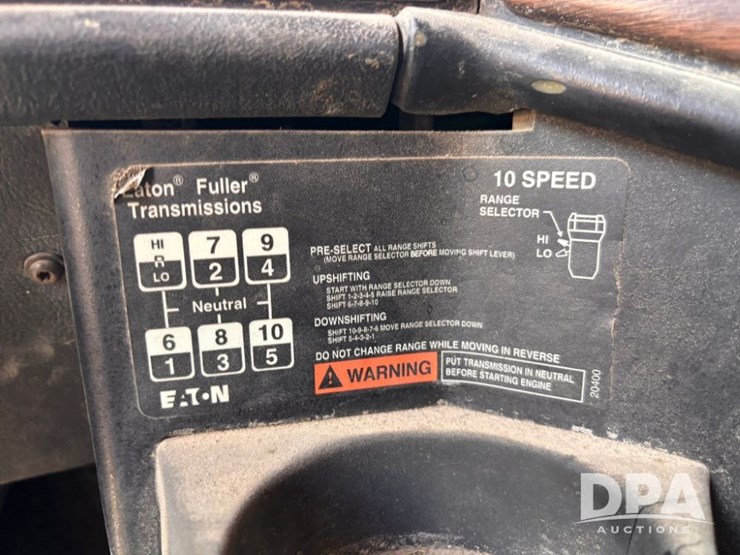 Eaton® Fuller®
Transmissions
10 SPEED
RANGE
SELECTOR
HI
LO
HI
R
LO
7
2
9
4
Neutral
6
1
8
3
10
5
EATON
PRE-SELECT ALL RANGE SHIFTS
(MOVE RANGE SELECTOR BEFORE MOVING SHIFT LEVER)
UPSHIFTING
START WITH RANGE SELECTOR DOWN
SHIFT 1-2-3-4-5 RAISE RANGE SELECTOR
SHIFT 6-7-8-9-10
DOWNSHIFTING
SHIFT 10-9-8-7-6 MOVE RANGE SELECTOR DOWN
SHIFT 5-4-3-2-1
DO NOT CHANGE RANGE WHILE MOVING IN REVERSE
WARNING
PUT TRANSMISSION IN NEUTRAL
BEFORE STARTING ENGINE
20400
DPA
AUCTIONS